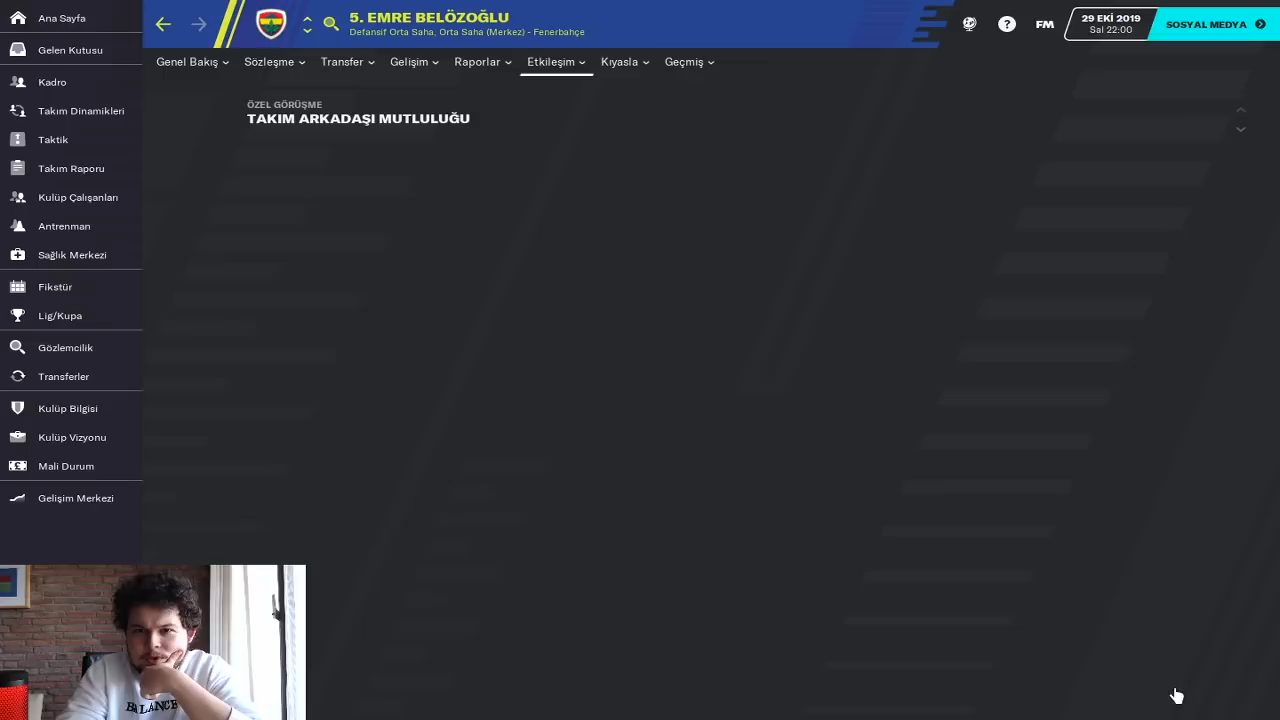 Ana Sayfa
Gelen Kutusu
Kadro
Takım Dinamikleri
Taktik
Takım Raporu
Kulüp Çalışanları
Antrenman
Sağlık Merkezi
Fikstür
Lig/Kupa
Gözlemcilik
Transferler
Kulüp Bilgisi
Kulüp Vizyonu
Mali Durum
Gelişim Merkezi
5. EMRE BELÖZOĞLU
Defansif Orta Saha, Orta Saha (Merkez) - Fenerbahçe
?
FM
29 EKİ 2019
Sal 22:00
SOSYAL MEDYA
Genel Bakış
Sözleşme
Transfer
Gelişim
Raporlar
Etkileşim
Kıyasla
Geçmiş
ÖZEL GÖRÜŞME
TAKIM ARKADAŞI MUTLULUĞU
BALANCE